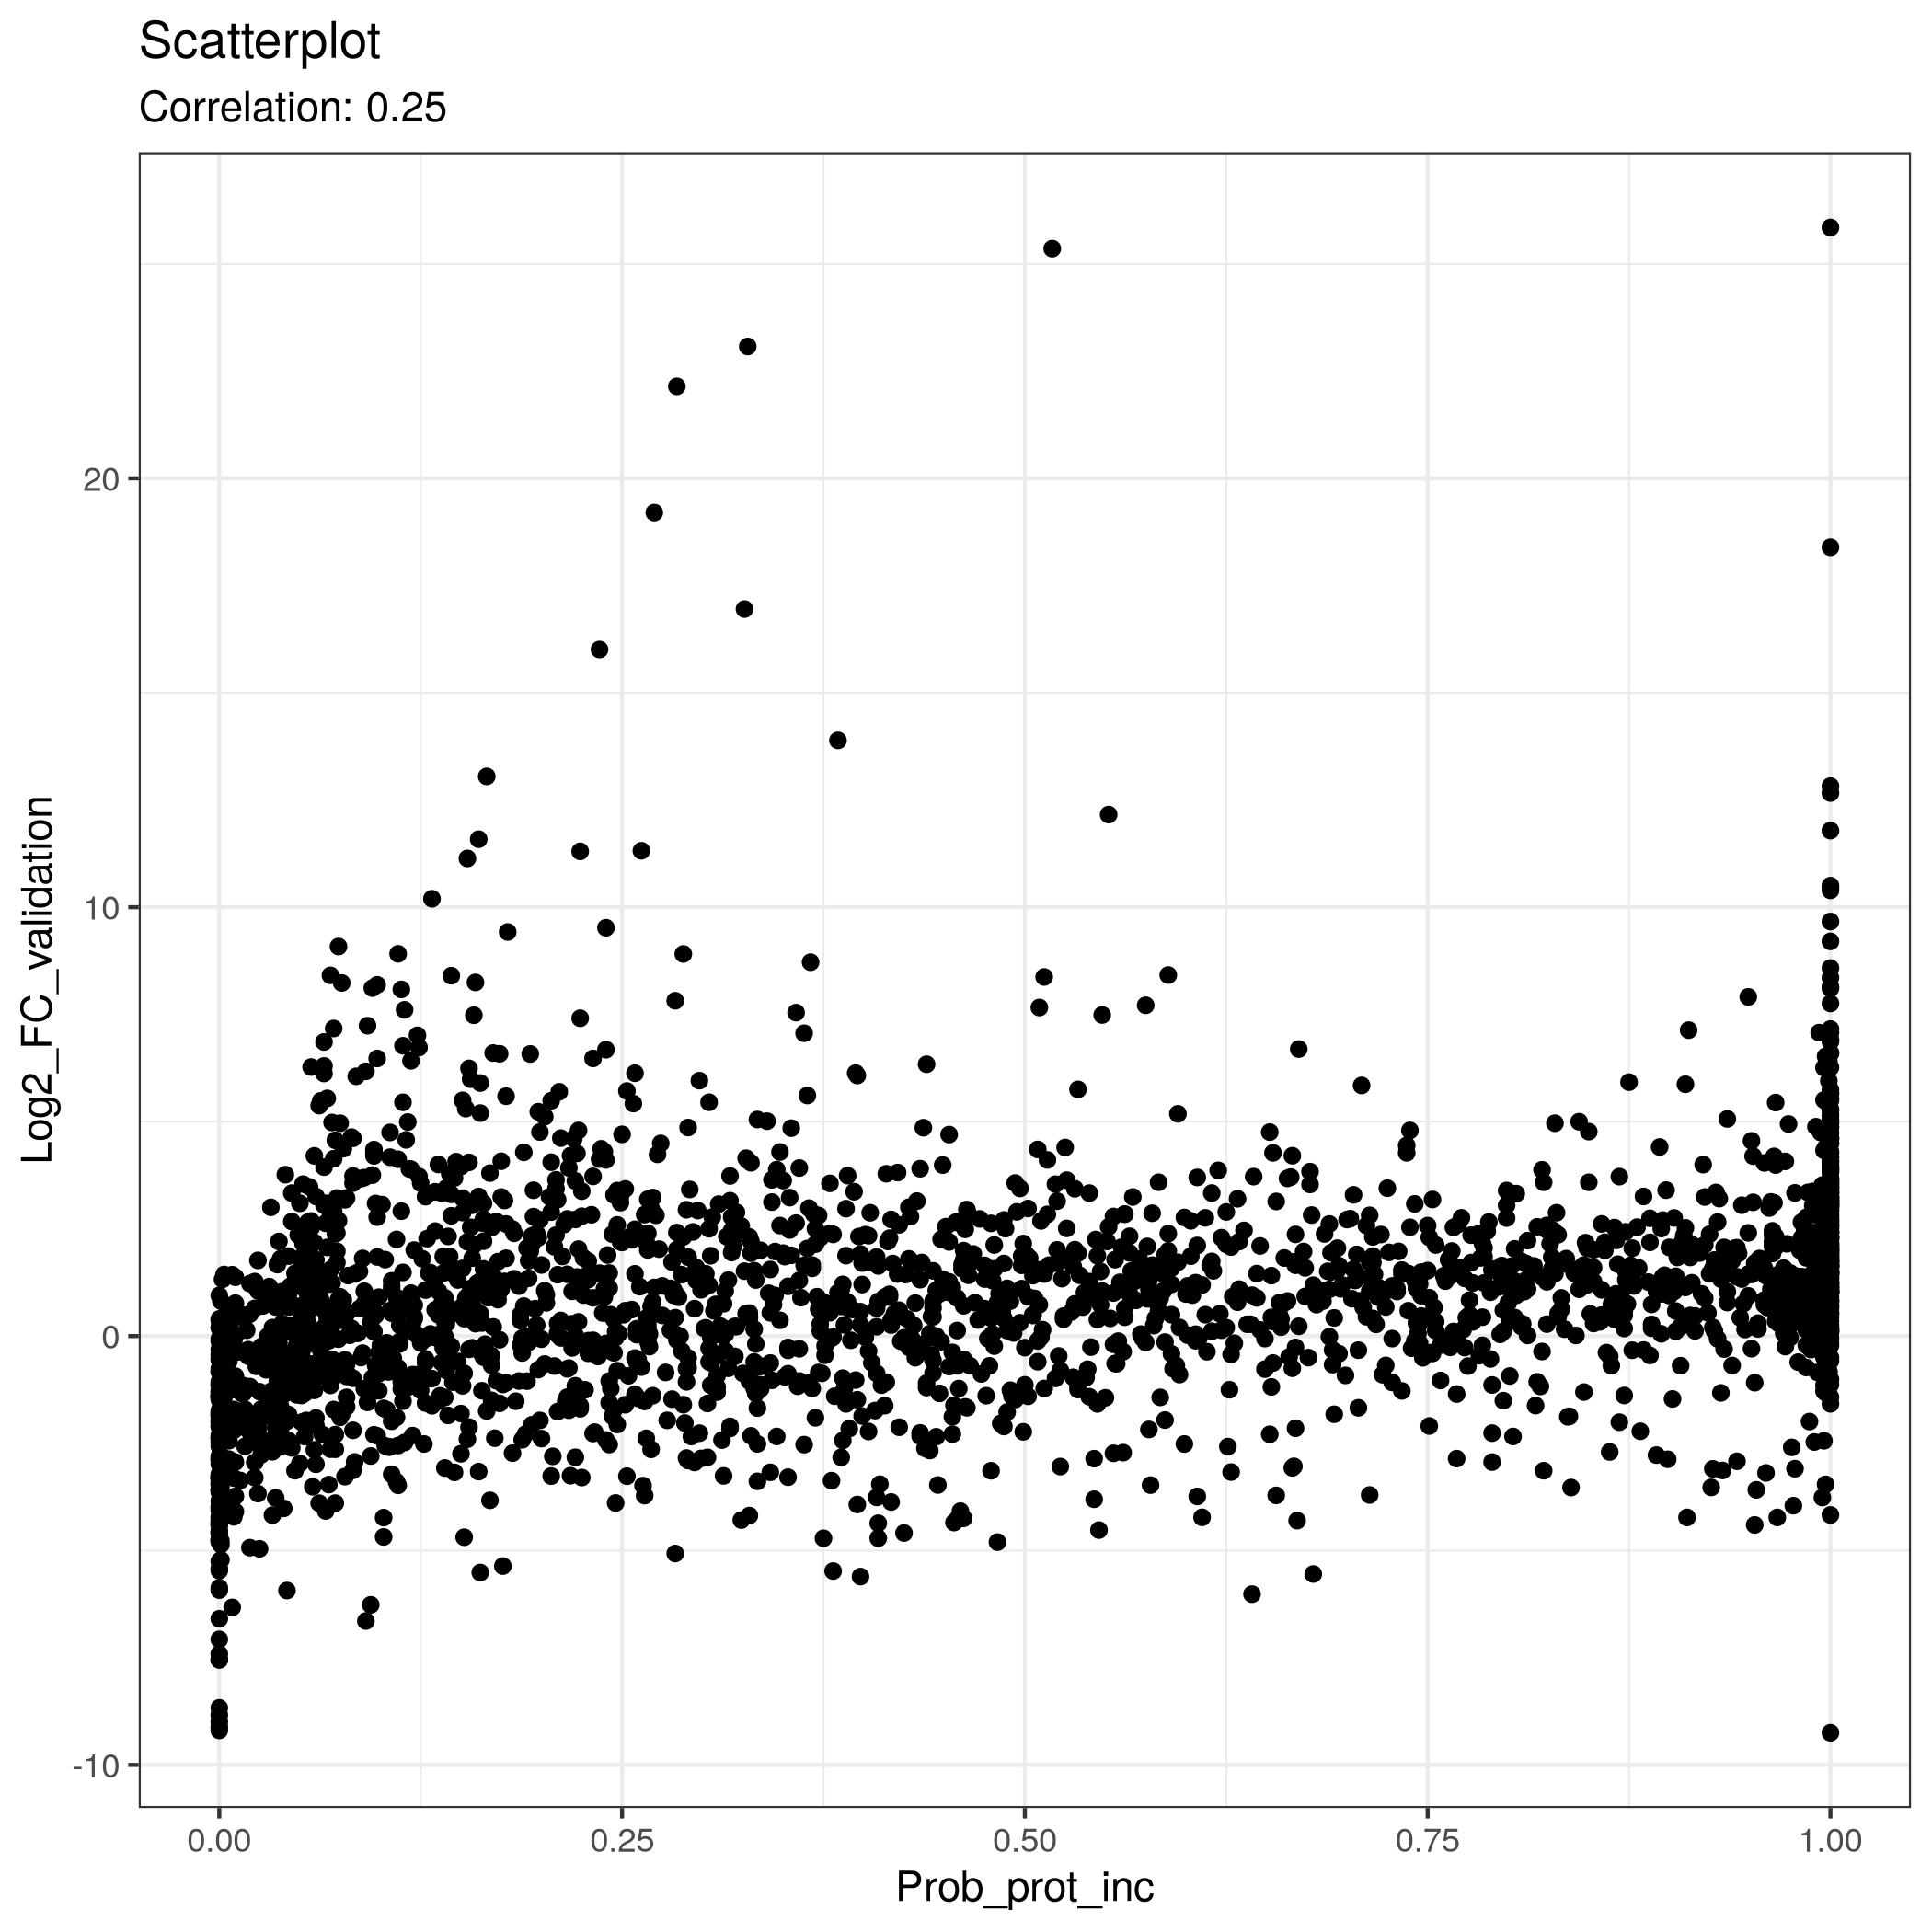 Scatterplot
Correlation: 0.25
20
10
0
-10
Log2_FC_validation
0.00 0.25 0.50 0.75 1.00
Prob_prot_inc